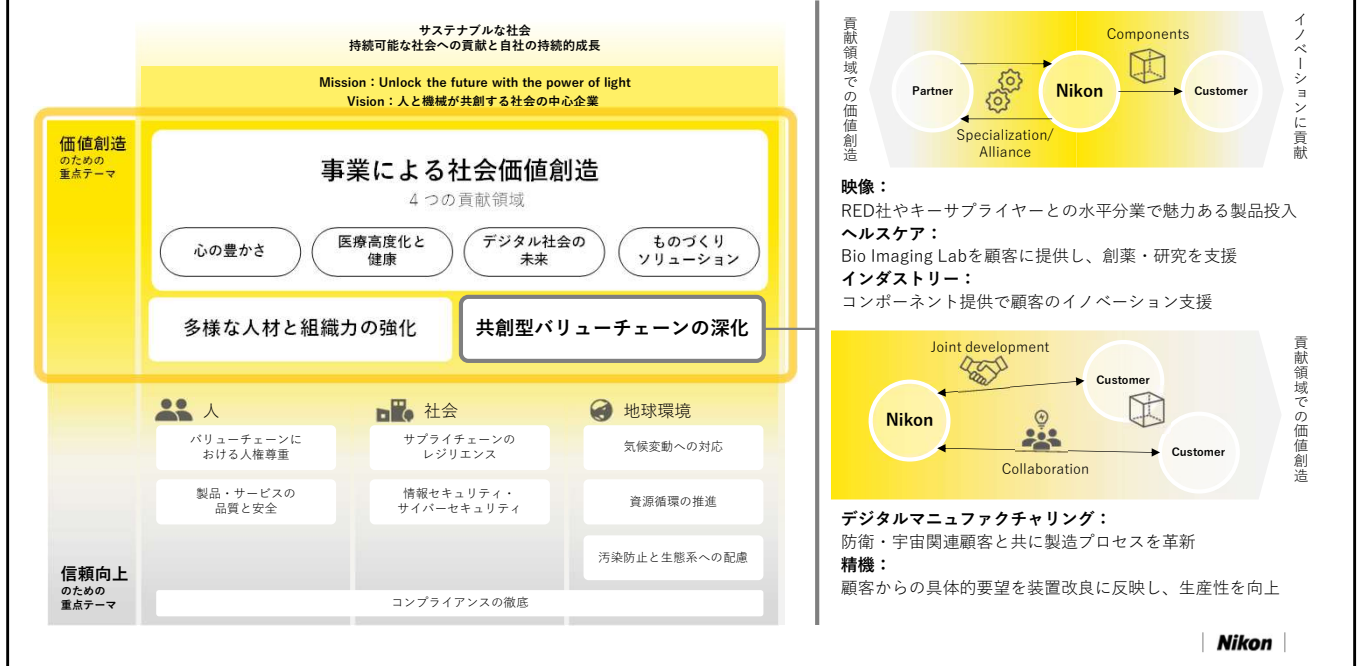 サステナブルな社会
持続可能な社会への貢献と自社の持続的成長
Mission：Unlock the future with the power of light
Vision：人と機械が共創する社会の中心企業
価値創造
のための
重点テーマ
事業による社会価値創造
4つの貢献領域
心の豊かさ
医療高度化と
健康
デジタル社会の
未来
ものづくり
ソリューション
多様な人材と組織力の強化
共創型バリューチェーンの深化
人
バリューチェーンに
おける人権尊重
製品・サービスの
品質と安全
社会
サプライチェーンの
レジリエンス
情報セキュリティ・
サイバーセキュリティ
地球環境
気候変動への対応
資源循環の推進
汚染防止と生態系への配慮
信頼向上
のための
重点テーマ
コンプライアンスの徹底
貢献領域での価値創造
Partner
Specialization/
Alliance
Nikon
Components
Customer
イノベーションに貢献
映像：
RED社やキーサプライヤーとの水平分業で魅力ある製品投入
ヘルスケア：
Bio Imaging Labを顧客に提供し、創薬・研究を支援
インダストリー：
コンポーネント提供で顧客のイノベーション支援
Joint development
Customer
Nikon
Customer
Collaboration
貢献領域での価値創造
デジタルマニュファクチャリング：
防衛・宇宙関連顧客と共に製造プロセスを革新
精機：
顧客からの具体的要望を装置改良に反映し、生産性を向上
Nikon